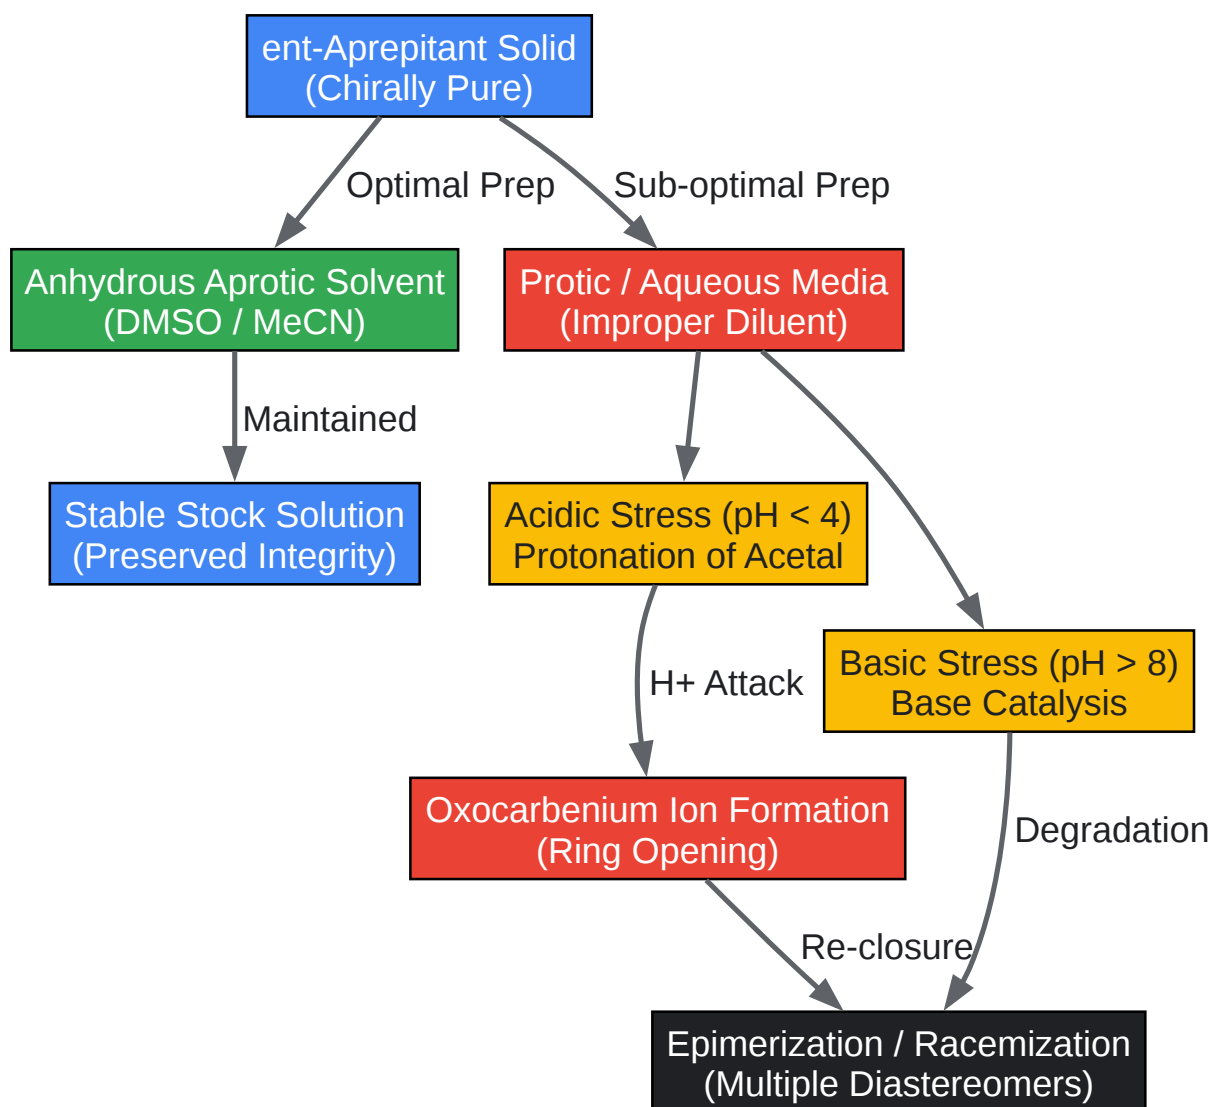 ent-Aprepitant Solid
(Chirally Pure)
Optimal Prep
Sub-optimal Prep
Anhydrous Aprotic Solvent
(DMSO / MeCN)
Protic / Aqueous Media
(Improper Diluent)
Maintained
Stable Stock Solution
(Preserved Integrity)
Acidic Stress (pH < 4)
Protonation of Acetal
H+ Attack
Basic Stress (pH > 8)
Base Catalysis
Oxocarbenium Ion Formation
(Ring Opening)
Degradation
Re-closure
Epimerization / Racemization
(Multiple Diastereomers)